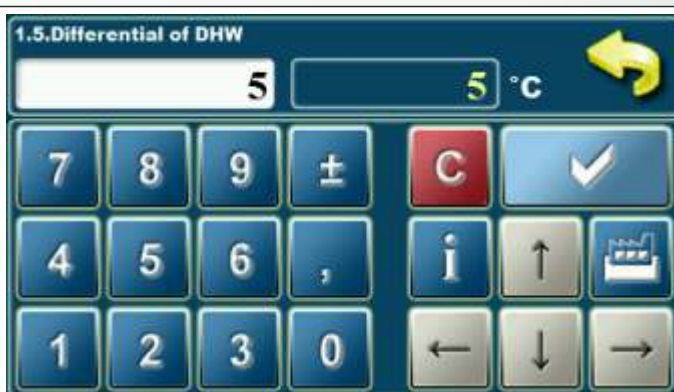 1.5.Differential of DHW
5 5 °C
7 8 9 ± C
4 5 6 , i ↑
1 2 3 0 ← ↓ →